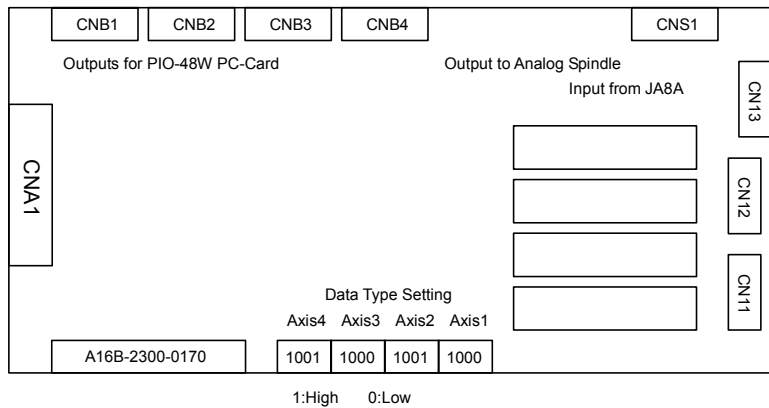 CNB1 CNB2 CNB3 CNB4 CNS1
Outputs for PIO-48W PC-Card Output to Analog Spindle
Input from JA8A
CN13
CNA1
CN12
CN11
Data Type Setting
Axis4 Axis3 Axis2 Axis1
A16B-2300-0170 1001 1000 1001 1000
1:High 0:Low